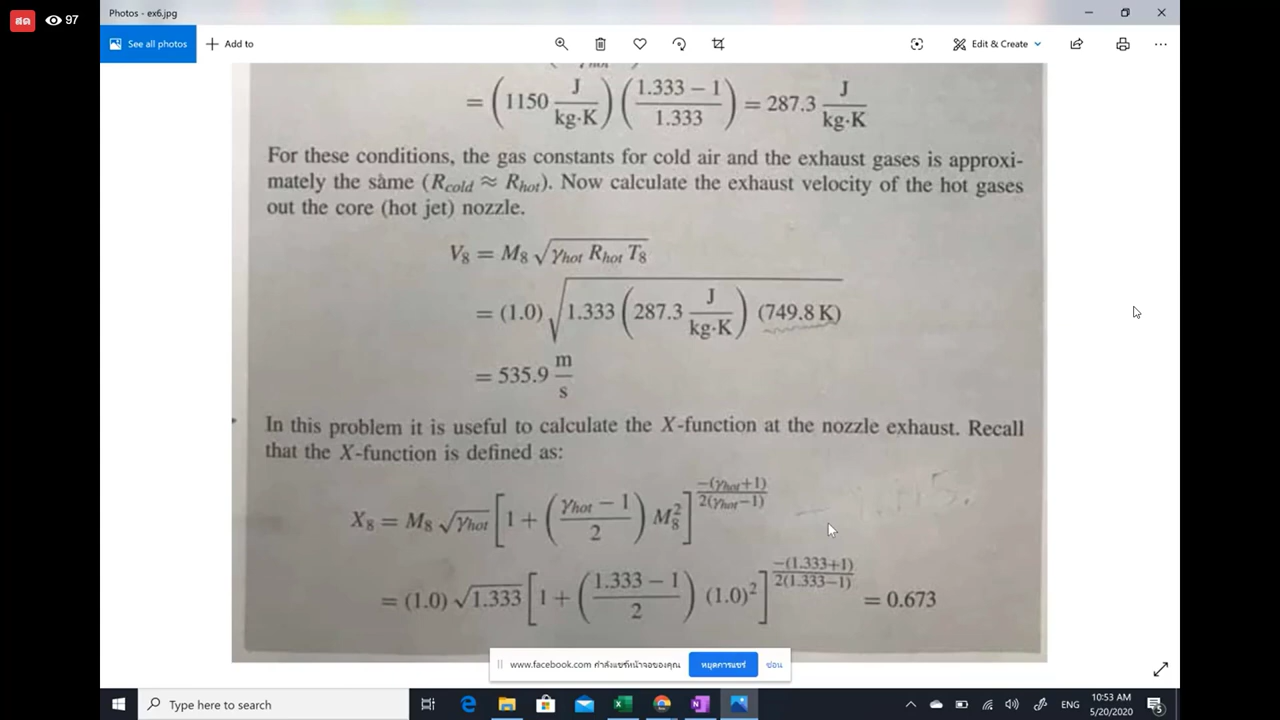 สด 97
Photos - ex6.jpg
See all photos
Add to
Edit & Create
= (1150 J/kg·K) ((1.333 − 1)/1.333) = 287.3 J/kg·K
For these conditions, the gas constants for cold air and the exhaust gases is approxi-
mately the same (R_cold ≈ R_hot). Now calculate the exhaust velocity of the hot gases
out the core (hot jet) nozzle.
V₈ = M₈ √(γ_hot R_hot T₈)
= (1.0) √(1.333 (287.3 J/kg·K) (749.8 K))
= 535.9 m/s
In this problem it is useful to calculate the X-function at the nozzle exhaust. Recall
that the X-function is defined as:
X₈ = M₈ √γ_hot [1 + ((γ_hot − 1)/2) M₈²]^(−(γ_hot+1)/2(γ_hot−1))
= (1.0) √1.333 [1 + ((1.333 − 1)/2) (1.0)²]^(−(1.333+1)/2(1.333−1)) = 0.673
www.facebook.com กำลังแชร์หน้าจอของคุณ หยุดการแชร์ ซ่อน
Type here to search
ENG
10:53 AM
5/20/2020
5